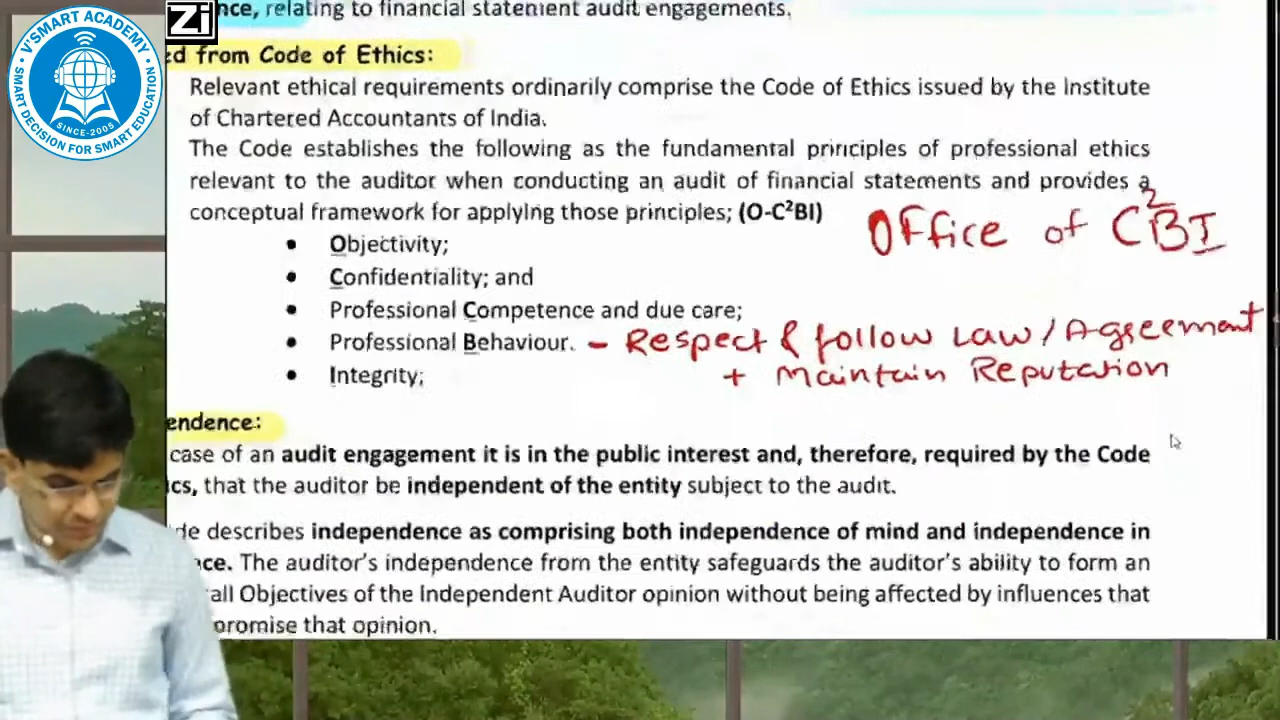 V'SMART ACADEMY
SMART DECISION FOR SMART EDUCATION
SINCE-2005
Zi
nce, relating to financial statement audit engagements.
ed from Code of Ethics:
Relevant ethical requirements ordinarily comprise the Code of Ethics issued by the Institute
of Chartered Accountants of India.
The Code establishes the following as the fundamental principles of professional ethics
relevant to the auditor when conducting an audit of financial statements and provides a
conceptual framework for applying those principles; (O-C²BI)
Office of C²BI
• Objectivity;
• Confidentiality; and
• Professional Competence and due care;
• Professional Behaviour. - Respect & follow Law / Agreement
+ Maintain Reputation
• Integrity;
endence:
case of an audit engagement it is in the public interest and, therefore, required by the Code
ics, that the auditor be independent of the entity subject to the audit.
de describes independence as comprising both independence of mind and independence in
nce. The auditor's independence from the entity safeguards the auditor's ability to form an
all Objectives of the Independent Auditor opinion without being affected by influences that
promise that opinion.